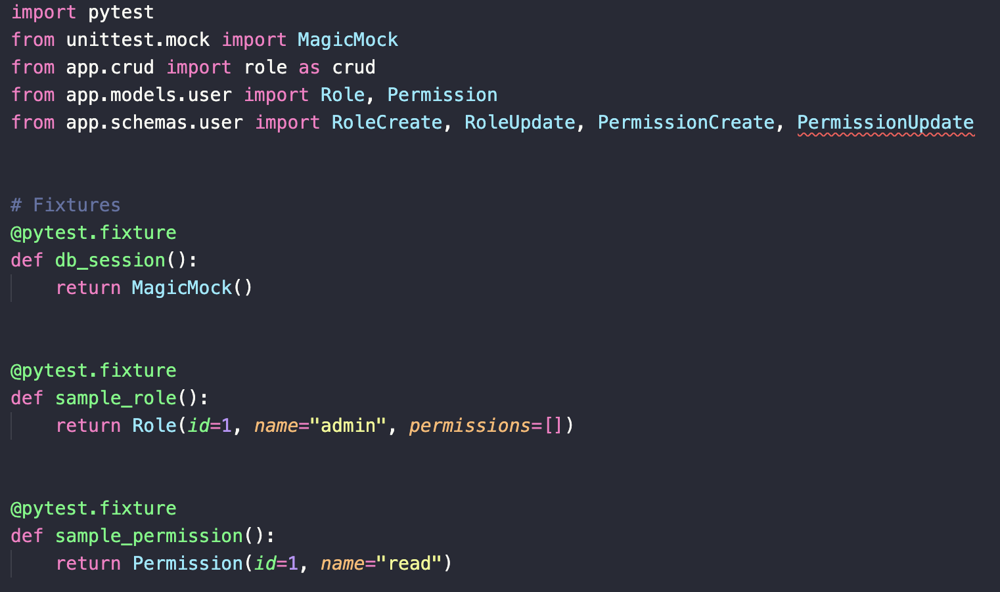 import pytest
from unittest.mock import MagicMock
from app.crud import role as crud
from app.models.user import Role, Permission
from app.schemas.user import RoleCreate, RoleUpdate, PermissionCreate, PermissionUpdate
# Fixtures
@pytest.fixture
def db_session():
    return MagicMock()
@pytest.fixture
def sample_role():
    return Role(id=1, name="admin", permissions=[])
@pytest.fixture
def sample_permission():
    return Permission(id=1, name="read")